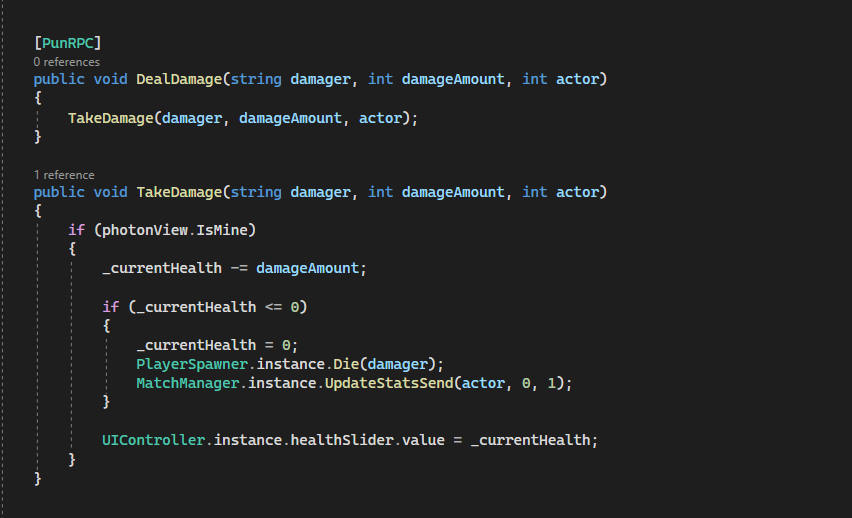 [PunRPC]
0 references
public void DealDamage(string damager, int damageAmount, int actor)
{
TakeDamage(damager, damageAmount, actor);
}
1 reference
public void TakeDamage(string damager, int damageAmount, int actor)
{
if (photonView.IsMine)
{
_currentHealth -= damageAmount;
if (_currentHealth <= 0)
{
_currentHealth = 0;
PlayerSpawner.instance.Die(damager);
MatchManager.instance.UpdateStatsSend(actor, 0, 1);
}
UIController.instance.healthSlider.value = _currentHealth;
}
}